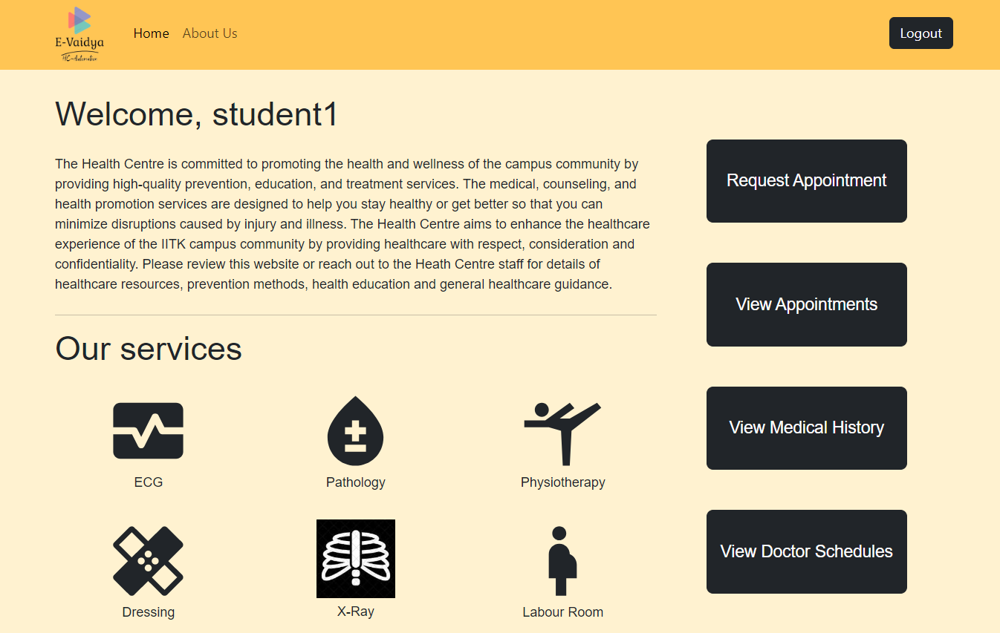 E-Vaidya
HC-Automation
Home
About Us
Logout
Welcome, student1
The Health Centre is committed to promoting the health and wellness of the campus community by
providing high-quality prevention, education, and treatment services. The medical, counseling, and
health promotion services are designed to help you stay healthy or get better so that you can
minimize disruptions caused by injury and illness. The Health Centre aims to enhance the healthcare
experience of the IITK campus community by providing healthcare with respect, consideration and
confidentiality. Please review this website or reach out to the Heath Centre staff for details of
healthcare resources, prevention methods, health education and general healthcare guidance.
Our services
ECG
Pathology
Physiotherapy
Dressing
X-Ray
Labour Room
Request Appointment
View Appointments
View Medical History
View Doctor Schedules